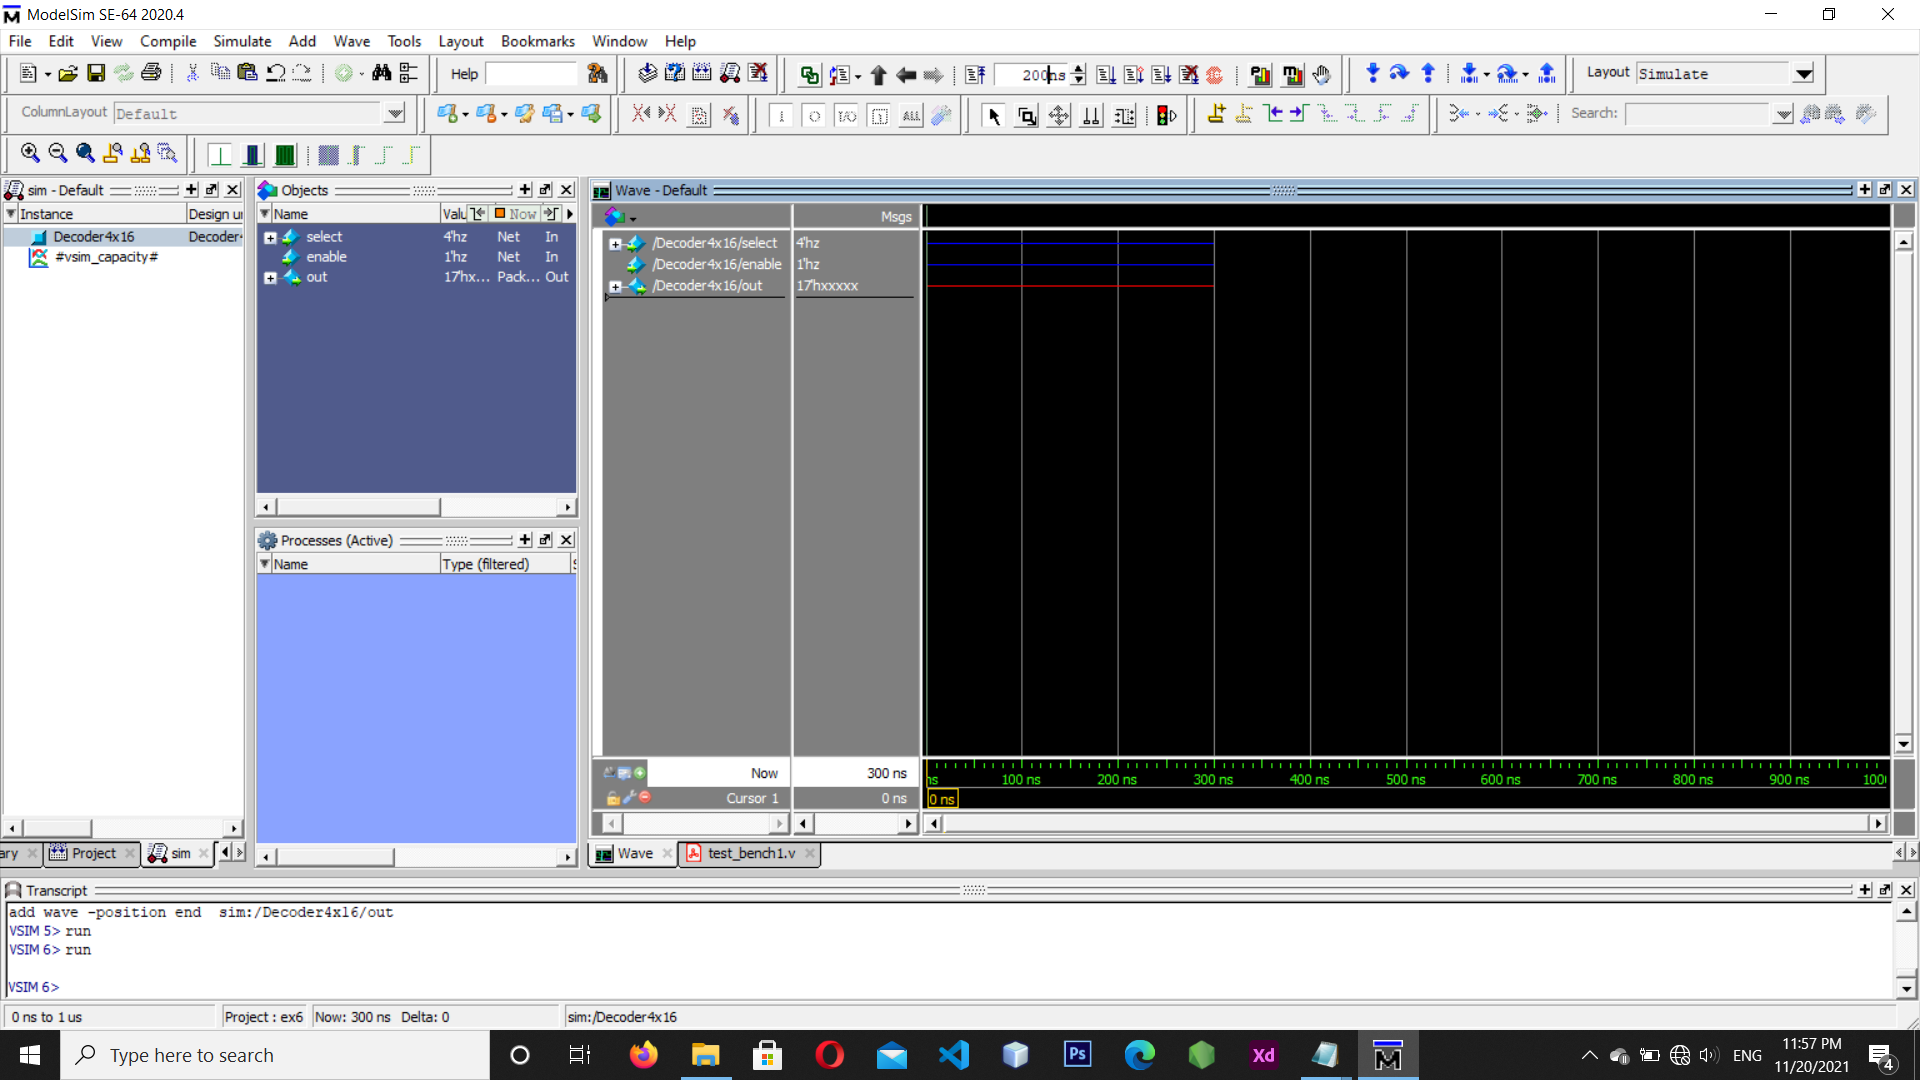 ModelSim SE-64 2020.4
File Edit View Compile Simulate Add Wave Tools Layout Bookmarks Window Help
Help
200 ns
Layout Simulate
ColumnLayout Default
I/O
ALL
Search:
sim - Default
Instance Design u
Decoder4x16 Decoder
#vsim_capacity#
Objects
Name Valu Now
select 4'hz Net In
enable 1'hz Net In
out 17'hx... Pack... Out
Processes (Active)
Name Type (filtered)
Wave - Default
Msgs
/Decoder4x16/select 4'hz
/Decoder4x16/enable 1'hz
/Decoder4x16/out 17'hxxxxx
Now 300 ns
Cursor 1 0 ns
ns 100 ns 200 ns 300 ns 400 ns 500 ns 600 ns 700 ns 800 ns 900 ns 100
0 ns
ary Project sim
Wave test_bench1.v
Transcript
add wave -position end sim:/Decoder4x16/out
VSIM 5> run
VSIM 6> run
VSIM 6>
0 ns to 1 us Project : ex6 Now: 300 ns Delta: 0 sim:/Decoder4x16
Type here to search
Ps
Xd
ENG
11:57 PM
11/20/2021
4